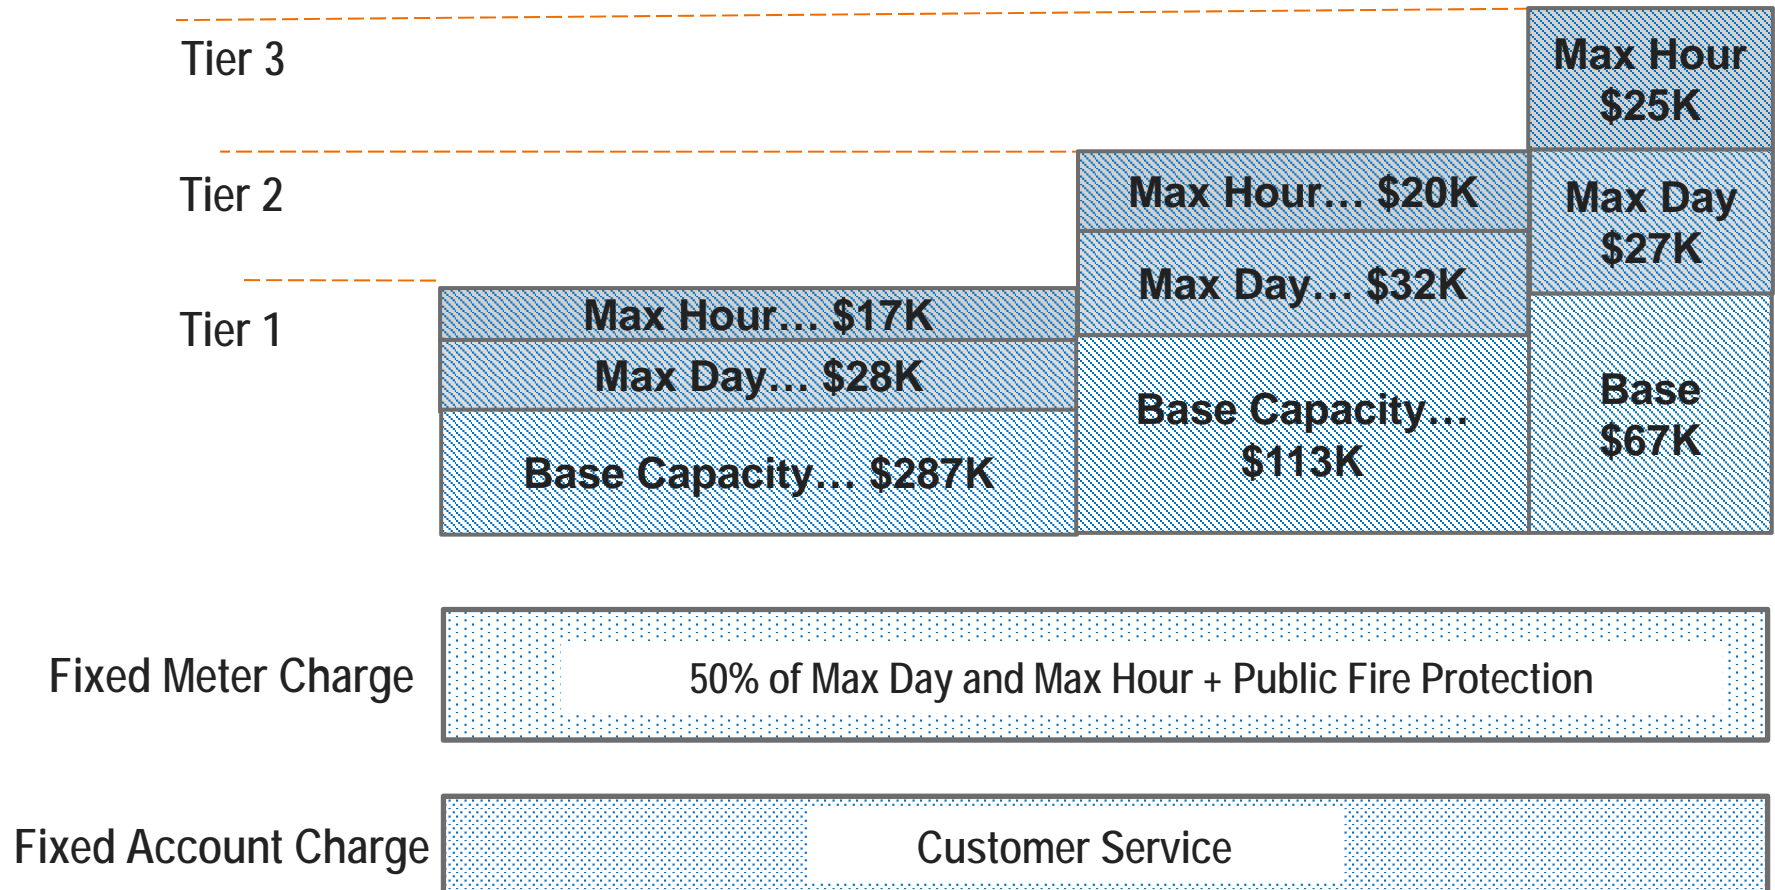 Tier 3
Max Hour
$25K
Tier 2
Max Hour... $20K
Max Day
$27K
Max Day... $32K
Tier 1
Max Hour... $17K
Max Day... $28K
Base Capacity... $287K
Base Capacity...
$113K
Base
$67K
Fixed Meter Charge
50% of Max Day and Max Hour + Public Fire Protection
Fixed Account Charge
Customer Service